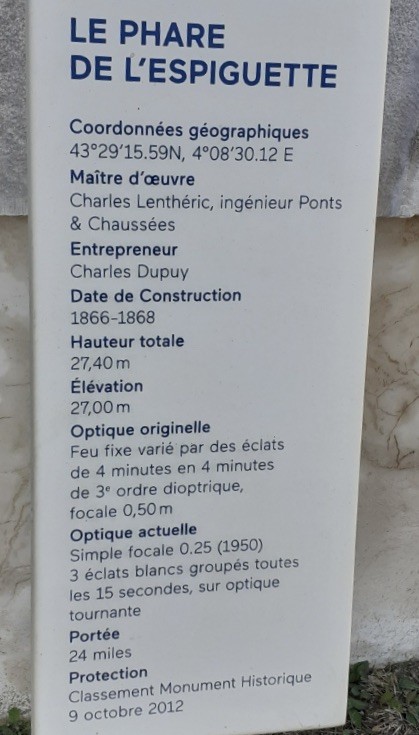 LE PHARE
DE L'ESPIGUETTE
Coordonnées géographiques
43°29'15.59N, 4°08'30.12 E
Maître d'œuvre
Charles Lenthéric, ingénieur Ponts
& Chaussées
Entrepreneur
Charles Dupuy
Date de Construction
1866-1868
Hauteur totale
27,40 m
Élévation
27,00 m
Optique originelle
Feu fixe varié par des éclats
de 4 minutes en 4 minutes
de 3e ordre dioptrique,
focale 0,50 m
Optique actuelle
Simple focale 0.25 (1950)
3 éclats blancs groupés toutes
les 15 secondes, sur optique
tournante
Portée
24 miles
Protection
Classement Monument Historique
9 octobre 2012